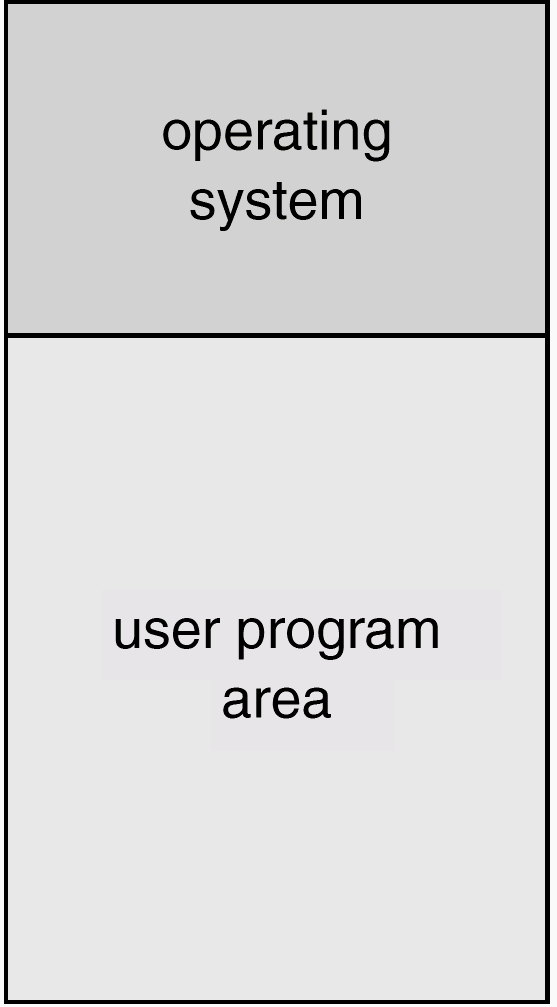 operating
system
user program
area